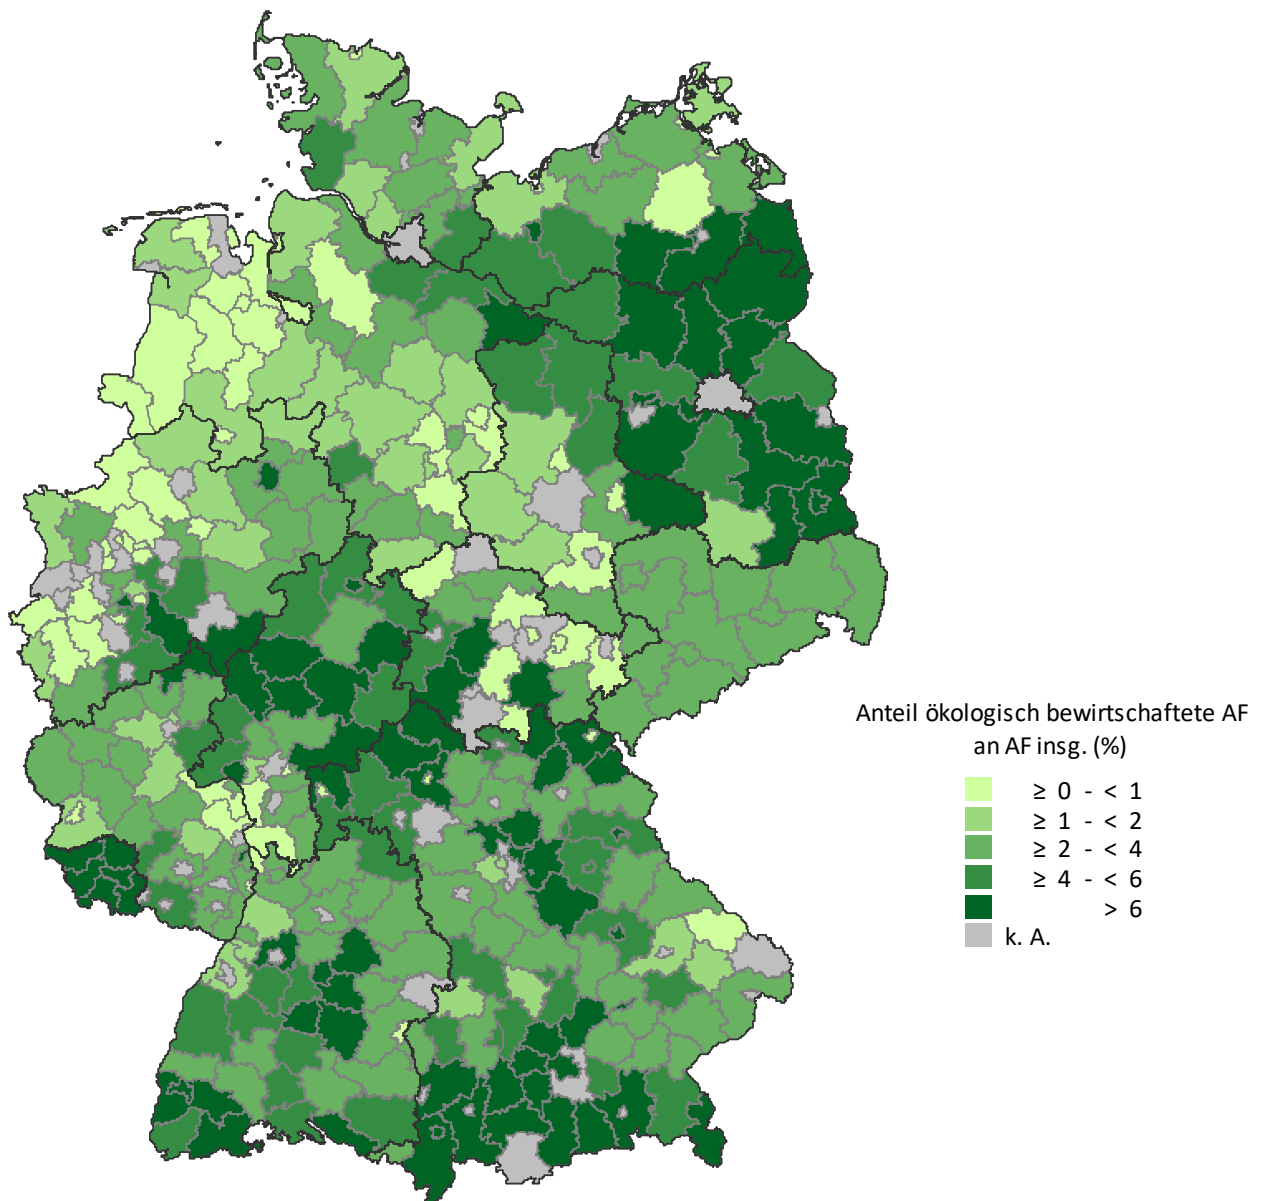 Anteil ökologisch bewirtschaftete AF
an AF insg. (%)
≥ 0 - < 1
≥ 1 - < 2
≥ 2 - < 4
≥ 4 - < 6
> 6
k. A.